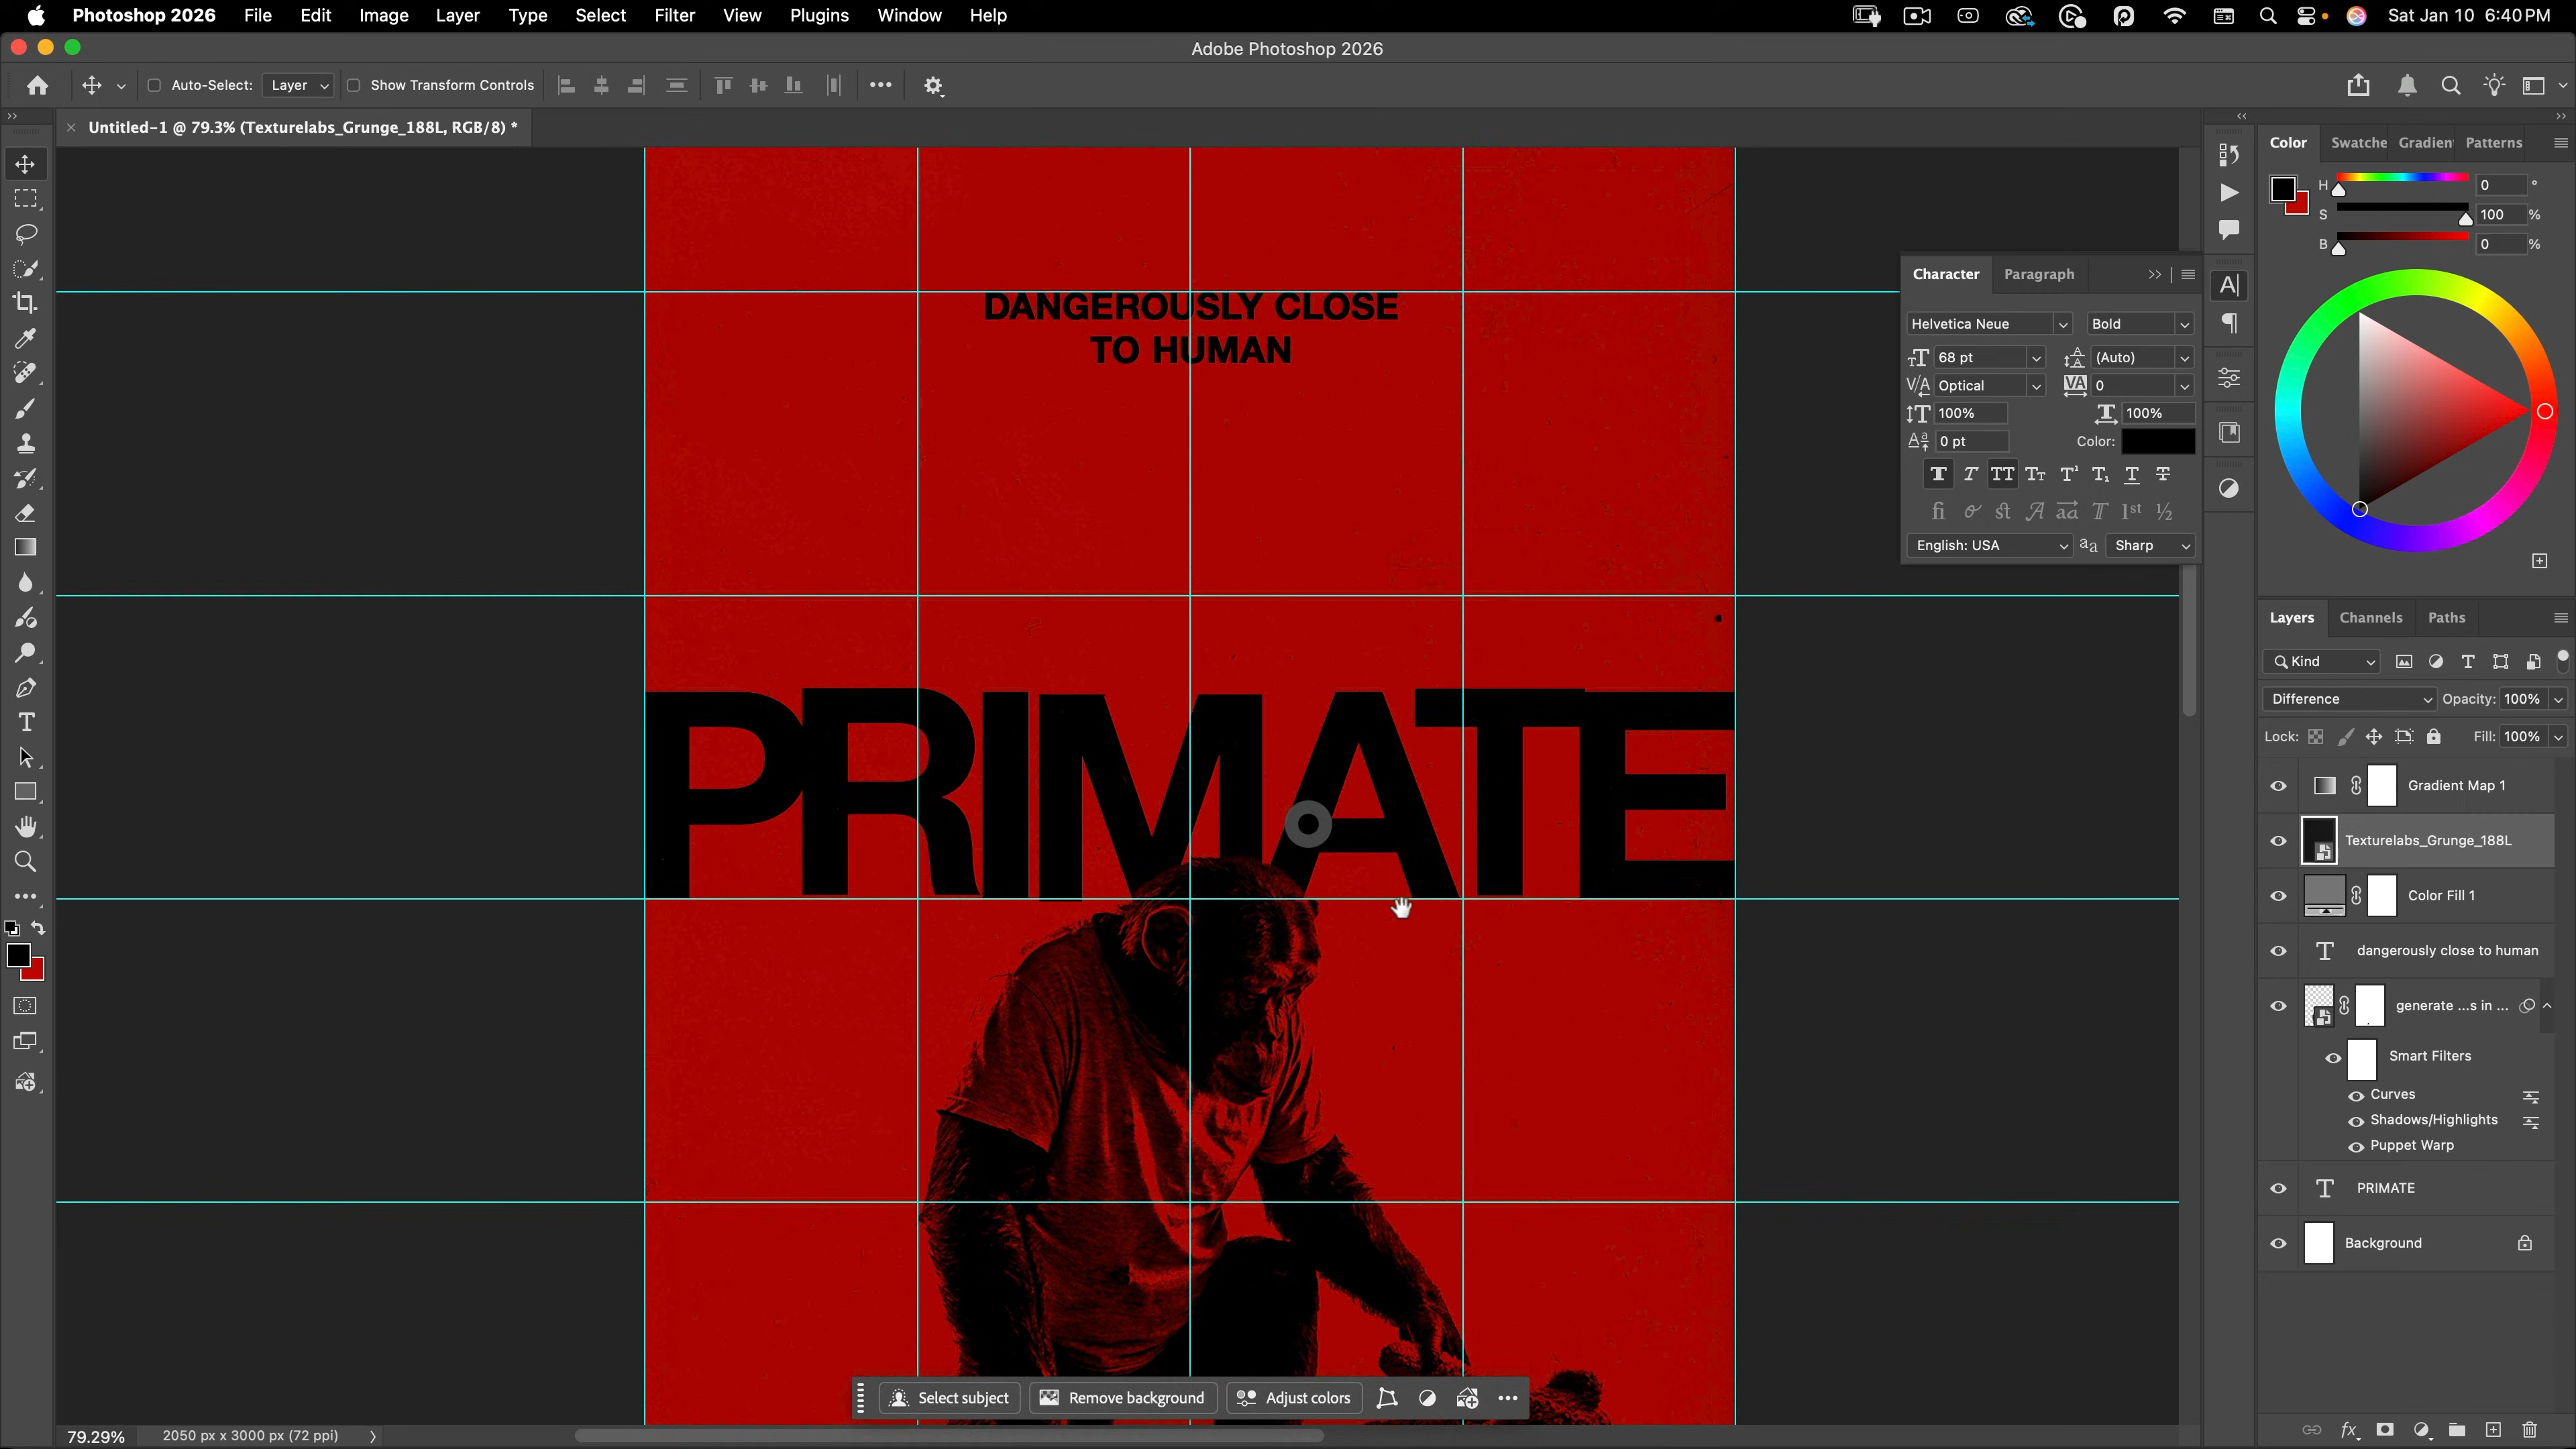 Photoshop 2026 File Edit Image Layer Type Select Filter View Plugins Window Help Sat Jan 10 6:40 PM
Adobe Photoshop 2026
Auto-Select: Layer Show Transform Controls
Untitled-1 @ 79.3% (Texturelabs_Grunge_188L, RGB/8) *
DANGEROUSLY CLOSE
TO HUMAN
PRIMATE
Select subject Remove background Adjust colors
79.29% 2050 px x 3000 px (72 ppi)
Character Paragraph
Helvetica Neue Bold
68 pt (Auto)
Optical 0
100% 100%
0 pt Color:
English: USA Sharp
Color Swatche Gradien Patterns
H 0 °
S 100 %
B 0 %
Layers Channels Paths
Kind
Difference Opacity: 100%
Lock: Fill: 100%
Gradient Map 1
Texturelabs_Grunge_188L
Color Fill 1
dangerously close to human
generate ...s in ...
Smart Filters
Curves
Shadows/Highlights
Puppet Warp
PRIMATE
Background